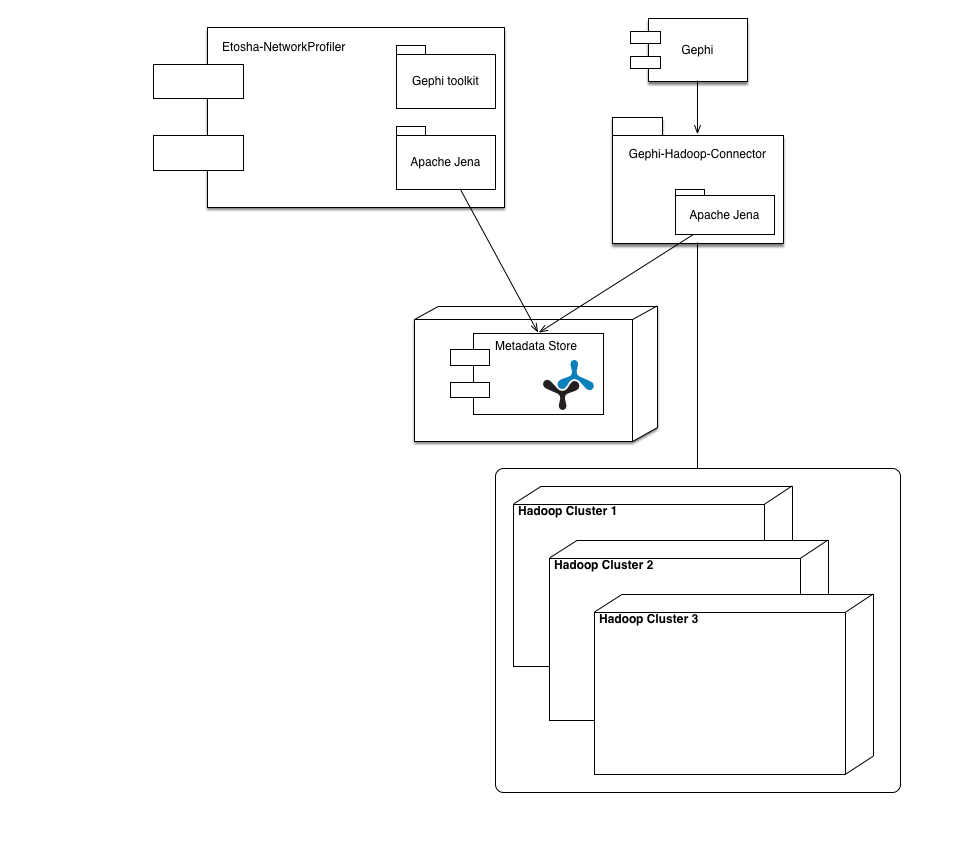 Etosha-NetworkProfiler
Gephi toolkit
Apache Jena
Gephi
Gephi-Hadoop-Connector
Apache Jena
Metadata Store
Hadoop Cluster 1
Hadoop Cluster 2
Hadoop Cluster 3